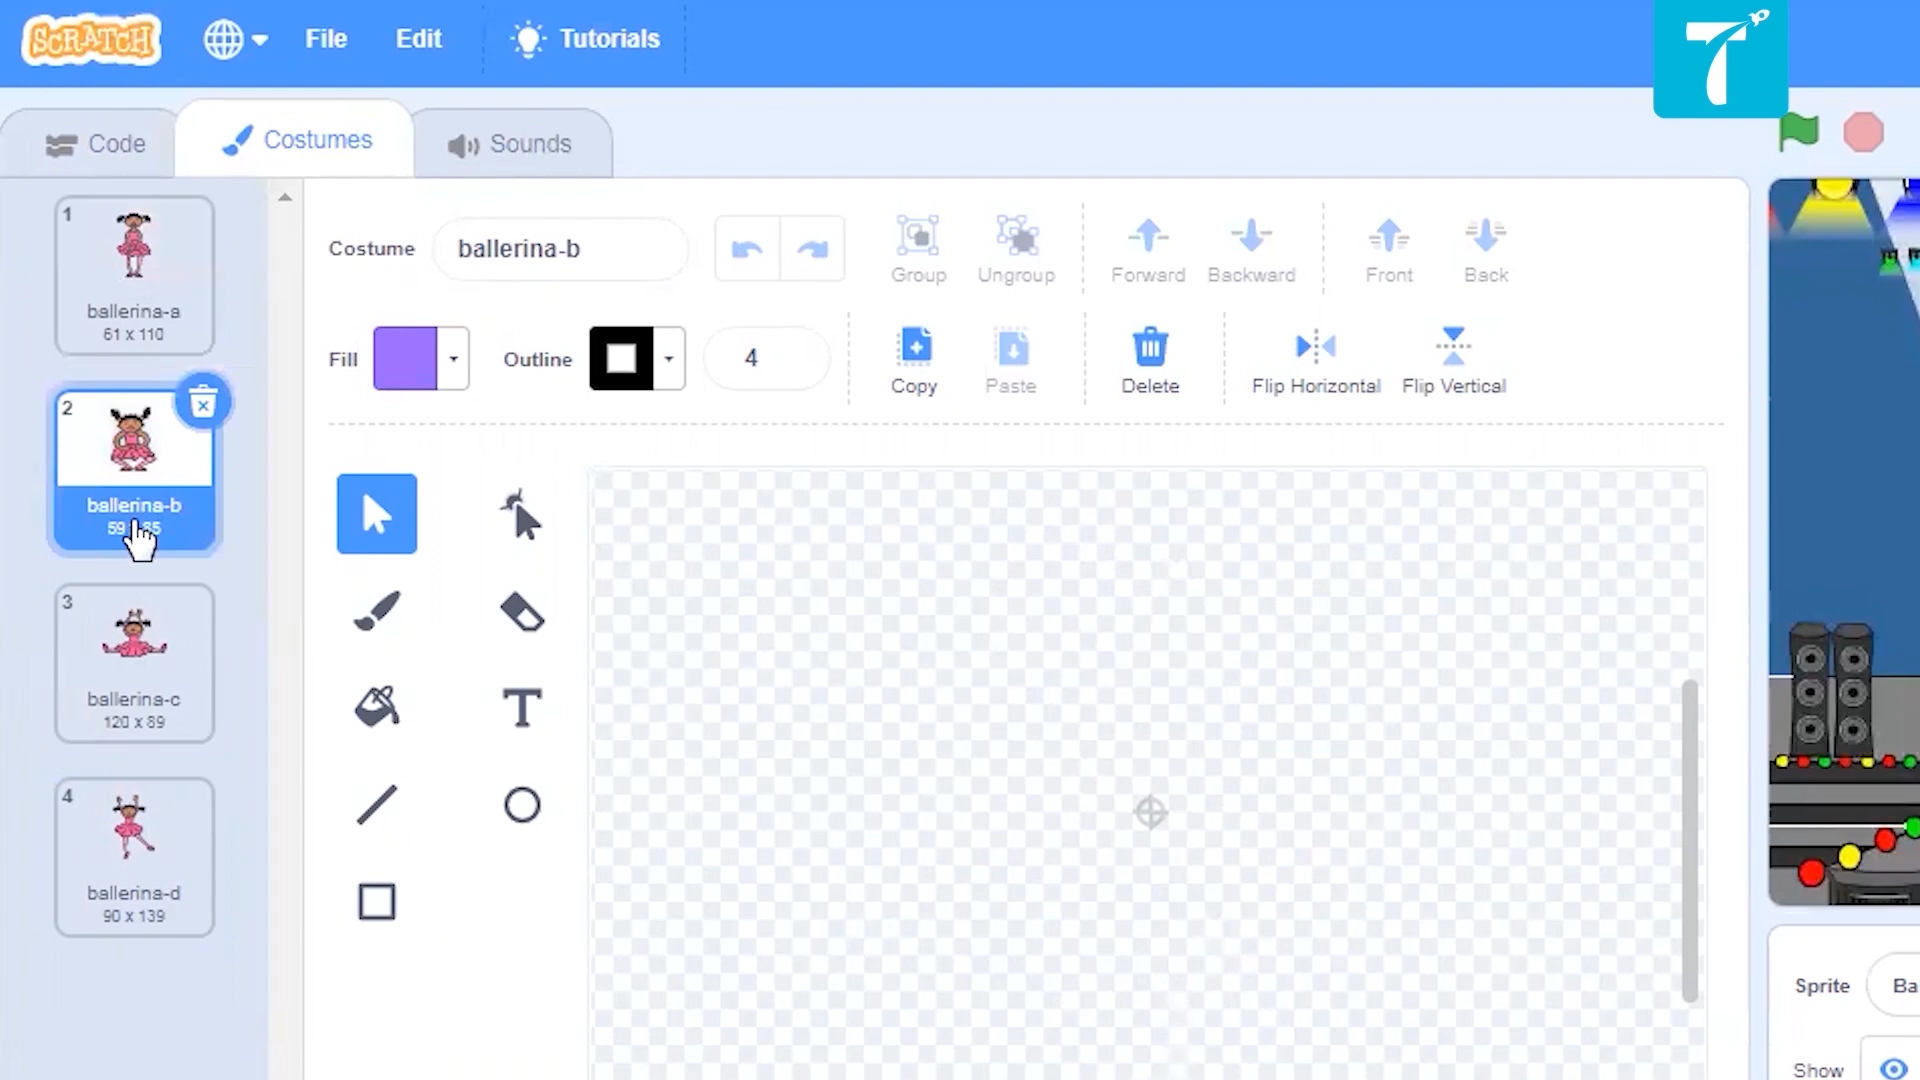 SCRATCH File Edit Tutorials
T
Code Costumes Sounds
1
ballerina-a
61 x 110
2
ballerina-b
3
ballerina-c
120 x 89
4
ballerina-d
90 x 139
Costume ballerina-b
Group Ungroup Forward Backward Front Back
Fill Outline 4
Copy Paste Delete Flip Horizontal Flip Vertical
T
Sprite Ba
Show